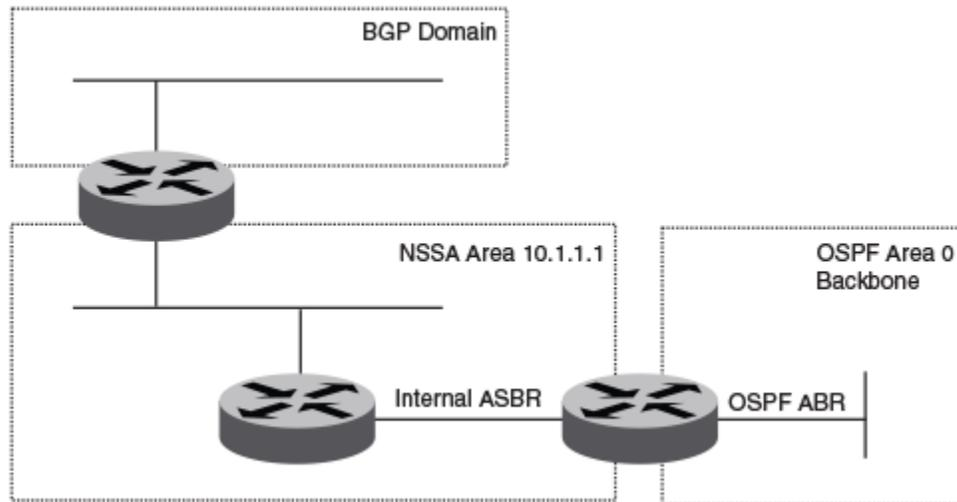 BGP Domain
NSSA Area 10.1.1.1
OSPF Area 0
Backbone
Internal ASBR
OSPF ABR